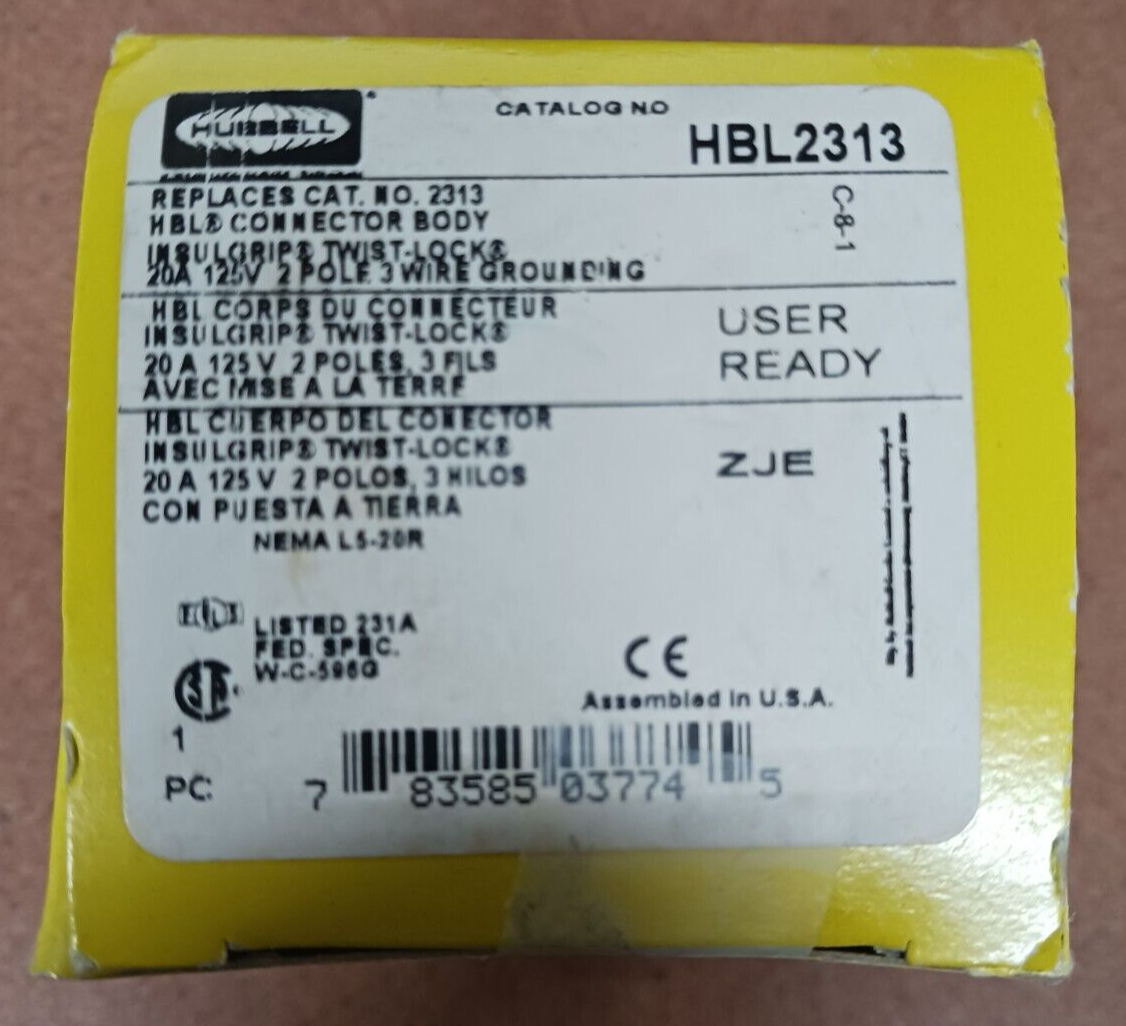 HUBBELL
CATALOG NO
HBL2313
REPLACES CAT. NO. 2313
HBL® CONNECTOR BODY
INSULGRIP® TWIST-LOCK®
20A 125V 2 POLE 3 WIRE GROUNDING
C-8-1
HBL CORPS DU CONNECTEUR
INSULGRIP® TWIST-LOCK®
20 A 125 V 2 POLES, 3 FILS
AVEC MISE A LA TERRE
USER
READY
HBL CUERPO DEL CONECTOR
INSULGRIP® TWIST-LOCK®
20 A 125 V 2 POLOS, 3 HILOS
CON PUESTA A TIERRA
ZJE
NEMA L5-20R
LISTED 231A
FED. SPEC.
W-C-596G
CE
Assembled in U.S.A.
1
PC
7 83585 03774 5